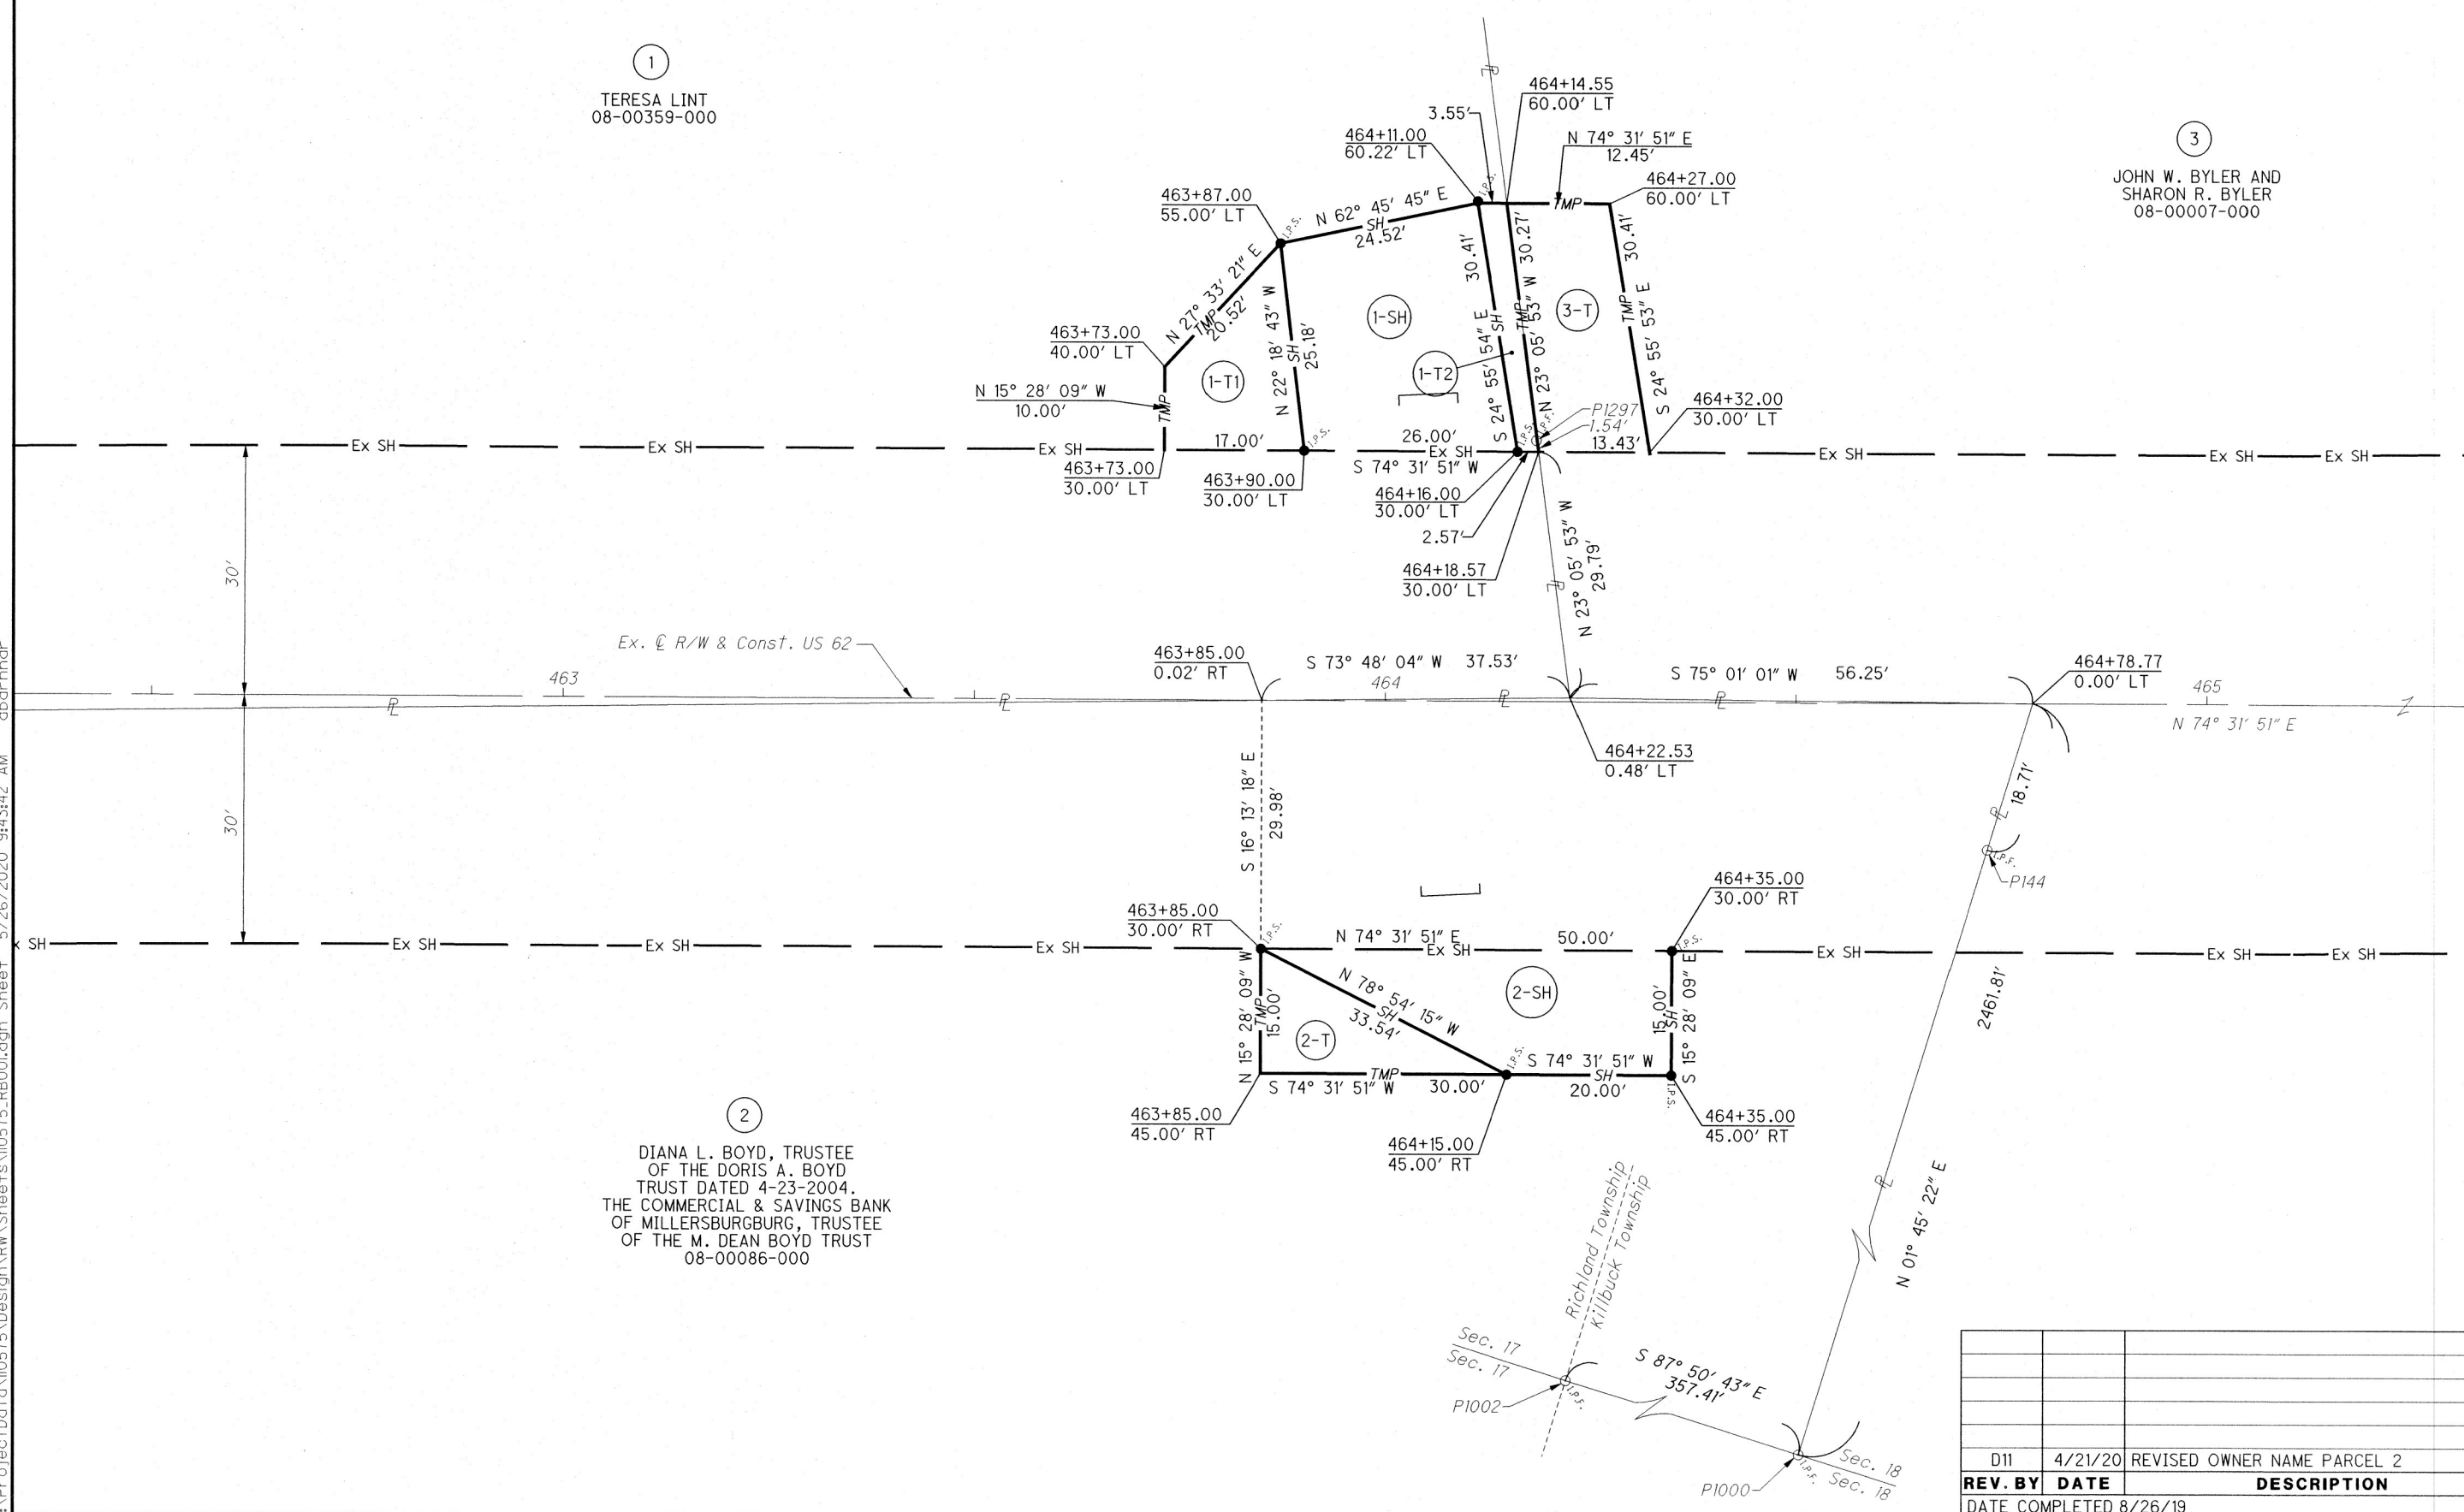 1
TERESA LINT
08-00359-000
3
JOHN W. BYLER AND
SHARON R. BYLER
08-00007-000
464+14.55
60.00' LT
3.55'
464+11.00
60.22' LT
N 74° 31' 51" E
12.45'
463+87.00
55.00' LT
464+27.00
60.00' LT
I.P.S.
N 62° 45' 45" E
SH
24.52'
TMP
I.P.S.
N 27° 33' 21" E
TMP
20.52'
N 22° 18' 43" W
SH
25.18'
30.41'
S 24° 55' 54" E
SH
N 23° 05' 53" W 30.27'
TMP
30.41'
TMP
S 24° 55' 53" E
1-SH
3-T
1-T1
1-T2
463+73.00
40.00' LT
N 15° 28' 09" W
10.00'
TMP
464+32.00
30.00' LT
P1297
1.54'
13.43'
I.P.F.
I.P.S.
I.P.S.
Ex SH
Ex SH
Ex SH
17.00'
26.00'
Ex SH
S 74° 31' 51" W
Ex SH
Ex SH
Ex SH
463+73.00
30.00' LT
463+90.00
30.00' LT
464+16.00
30.00' LT
2.57'
464+18.57
30.00' LT
N 23° 05' 53" W
29.79'
30'
Ex. ℄ R/W & Const. US 62
463+85.00
0.02' RT
S 73° 48' 04" W 37.53'
S 75° 01' 01" W 56.25'
464+78.77
0.00' LT
463
464
465
N 74° 31' 51" E
464+22.53
0.48' LT
S 16° 13' 18" E
29.98'
30'
18.71'
I.P.F.
P144
463+85.00
30.00' RT
464+35.00
30.00' RT
I.P.S.
I.P.S.
x SH
Ex SH
Ex SH
Ex SH
N 74° 31' 51" E 50.00'
Ex SH
Ex SH
Ex SH
Ex SH
N 15° 28' 09" W
TMP
15.00'
N 78° 54' 15" W
SH
33.54'
2-SH
2-T
15.00'
SH
S 15° 28' 09" E
2461.81'
I.P.S.
S 74° 31' 51" W
SH
20.00'
TMP
S 74° 31' 51" W 30.00'
I.P.S.
463+85.00
45.00' RT
464+15.00
45.00' RT
464+35.00
45.00' RT
2
DIANA L. BOYD, TRUSTEE
OF THE DORIS A. BOYD
TRUST DATED 4-23-2004.
THE COMMERCIAL & SAVINGS BANK
OF MILLERSBURGBURG, TRUSTEE
OF THE M. DEAN BOYD TRUST
08-00086-000
Richland Township
Killbuck Township
N 01° 45' 22" E
Sec. 17
Sec. 17
S 87° 50' 43" E
357.41'
P1002
I.P.F.
P1000
I.P.F.
Sec. 18
Sec. 18
D11 4/21/20 REVISED OWNER NAME PARCEL 2
REV. BY DATE DESCRIPTION
DATE COMPLETED 8/26/19